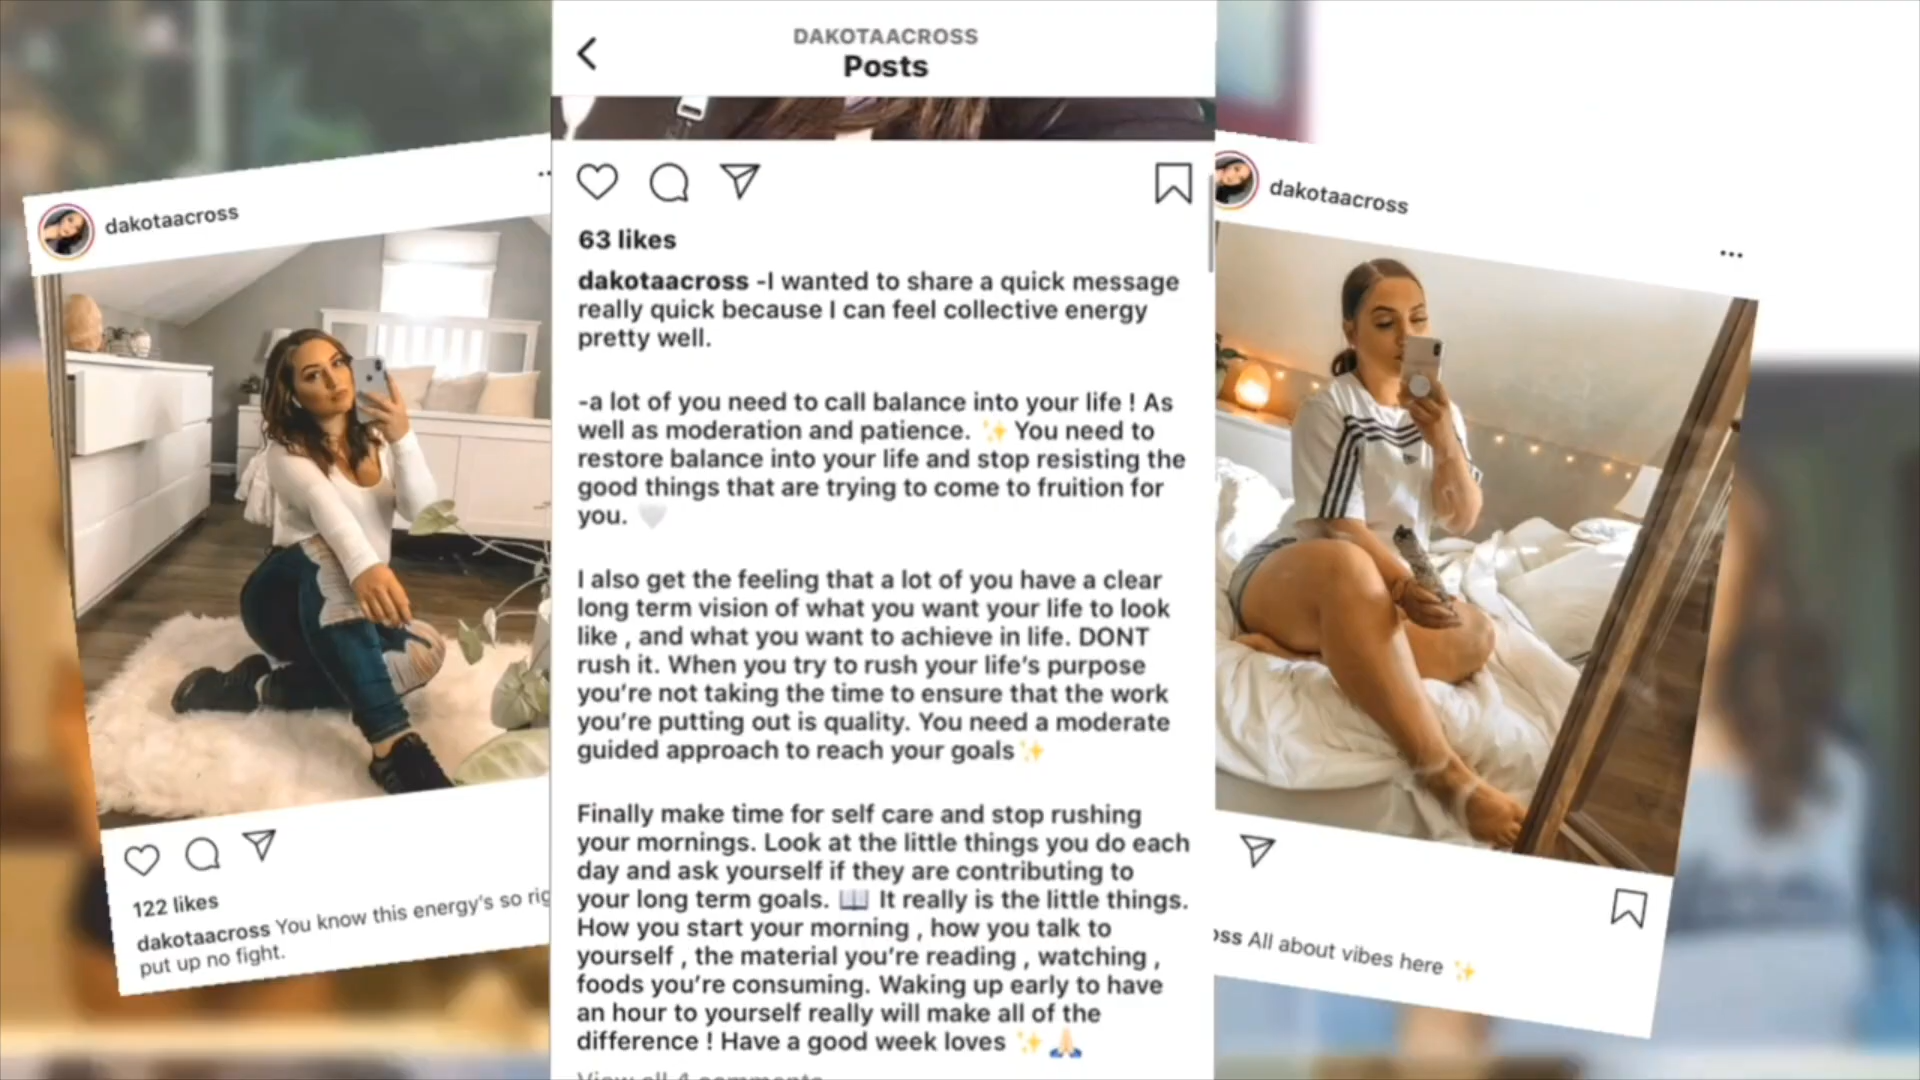 DAKOTAACROSS
Posts
63 likes
dakotaacross -I wanted to share a quick message
really quick because I can feel collective energy
pretty well.
-a lot of you need to call balance into your life ! As
well as moderation and patience. ✨ You need to
restore balance into your life and stop resisting the
good things that are trying to come to fruition for
you. 🤍
I also get the feeling that a lot of you have a clear
long term vision of what you want your life to look
like , and what you want to achieve in life. DONT
rush it. When you try to rush your life's purpose
you're not taking the time to ensure that the work
you're putting out is quality. You need a moderate
guided approach to reach your goals✨
Finally make time for self care and stop rushing
your mornings. Look at the little things you do each
day and ask yourself if they are contributing to
your long term goals. 📖 It really is the little things.
How you start your morning , how you talk to
yourself , the material you're reading , watching ,
foods you're consuming. Waking up early to have
an hour to yourself really will make all of the
difference ! Have a good week loves ✨🙏🏻
View all 4 comments
dakotaacross
122 likes
dakotaacross You know this energy's so
put up no fight.
dakotaacross
All about vibes here ✨